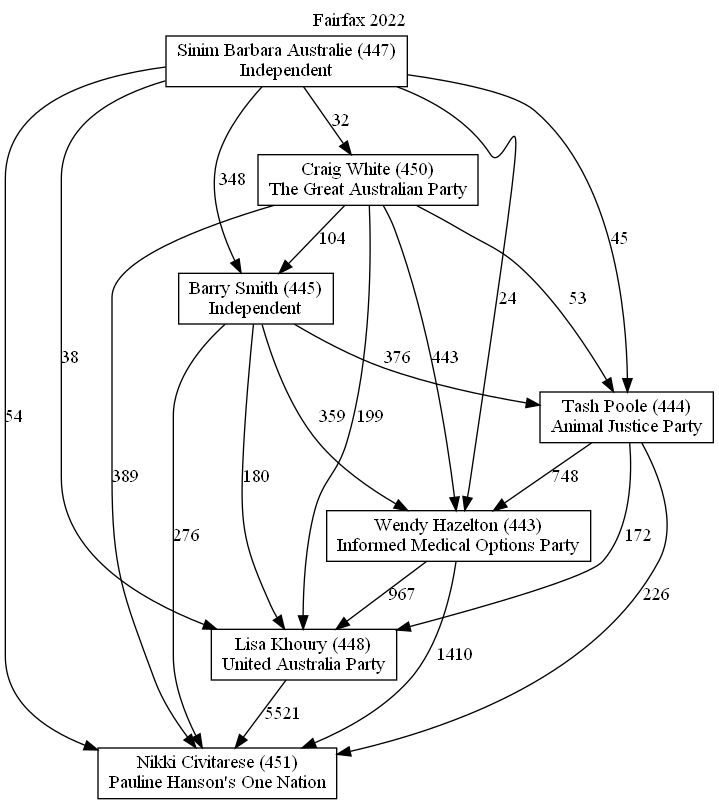 Fairfax 2022
Sinim Barbara Australie (447)
Independent
32
Craig White (450)
The Great Australian Party
348
104
45
Barry Smith (445)
Independent
24
53
38
376
443
54
359
199
Tash Poole (444)
Animal Justice Party
389
180
748
276
Wendy Hazelton (443)
Informed Medical Options Party
172
967
226
Lisa Khoury (448)
United Australia Party
1410
5521
Nikki Civitarese (451)
Pauline Hanson's One Nation